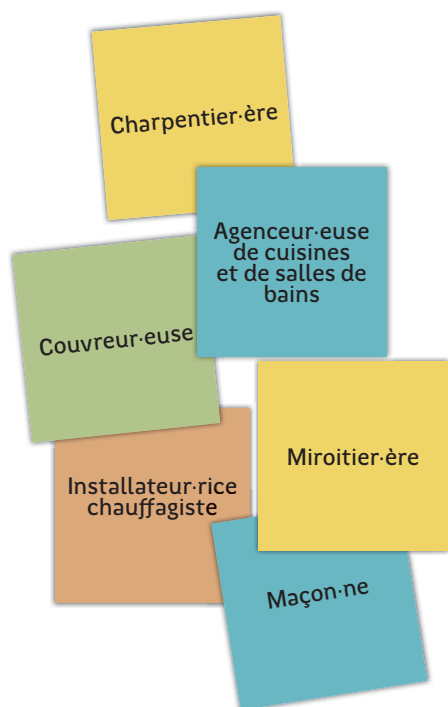 Charpentier·ère
Agenceur·euse
de cuisines
et de salles de
bains
Couvreur·euse
Miroitier·ère
Installateur·rice
chauffagiste
Maçon·ne